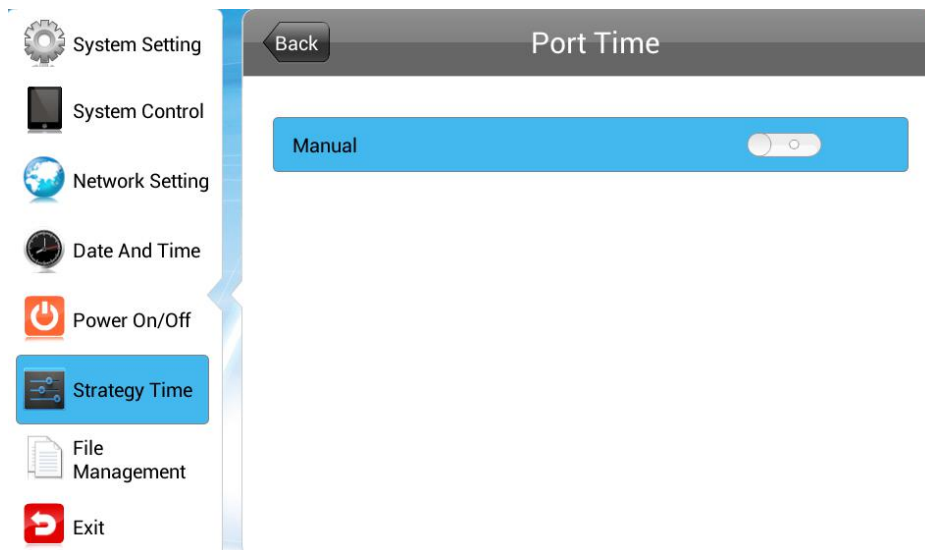 System Setting
System Control
Network Setting
Date And Time
Power On/Off
Strategy Time
File
Management
Exit
Back
Port Time
Manual